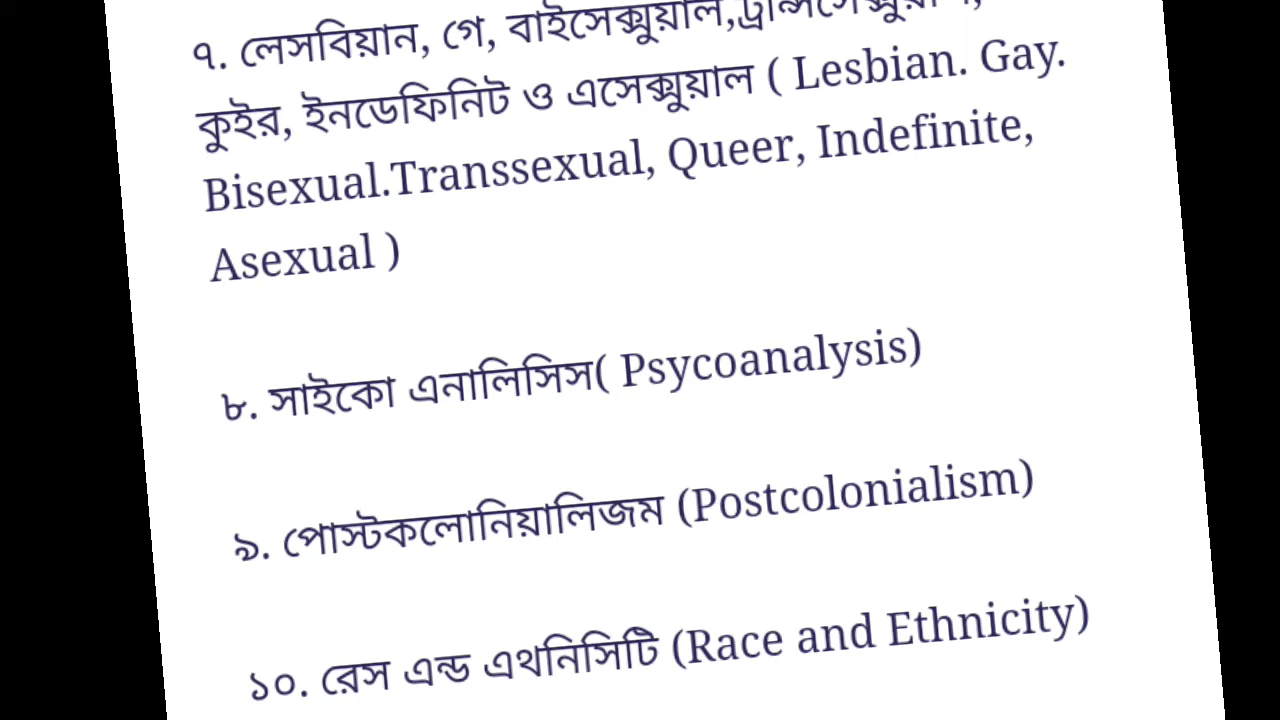 ৭. লেসবিয়ান, গে, বাইসেক্সুয়াল,ট্রান্সসেক্সুয়াল,
কুইর, ইনডেফিনিট ও এসেক্সুয়াল ( Lesbian. Gay.
Bisexual.Transsexual, Queer, Indefinite,
Asexual )
৮. সাইকো এনালিসিস( Psycoanalysis)
৯. পোস্টকলোনিয়ালিজম (Postcolonialism)
১০. রেস এন্ড এথনিসিটি (Race and Ethnicity)